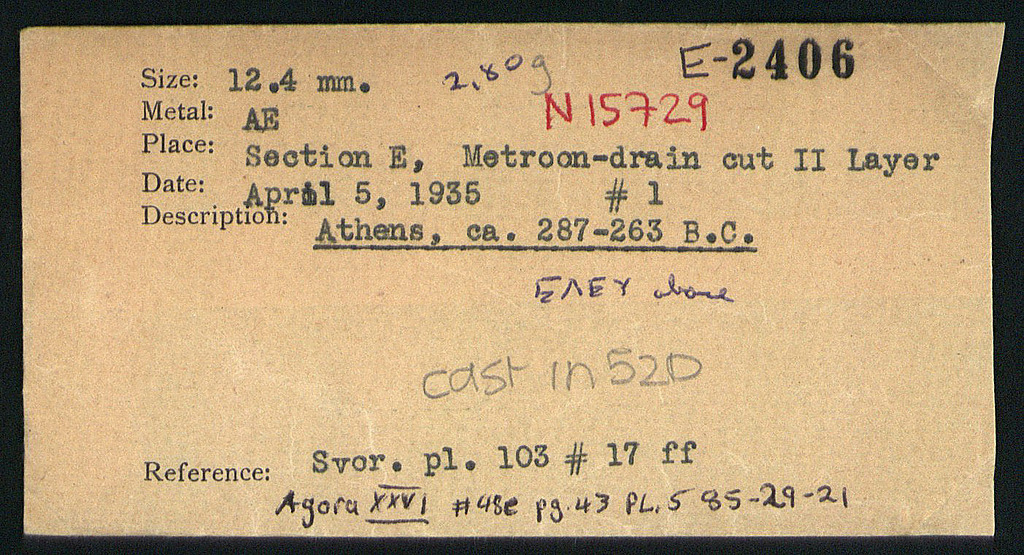 E-2406
Size: 12.4 mm. 2,80g
N15729
Metal: AE
Place: Section E, Metroon-drain cut II Layer
Date: April 5, 1935 # 1
Description: Athens, ca. 287-263 B.C.
ΕΛΕΥ above
cast in 52D
Reference: Svor. pl. 103 # 17 ff
Agora XXVI #48e pg.43 PL.5 85-29-21